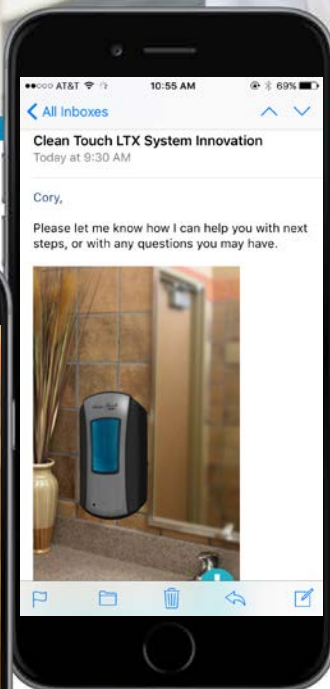 AT&T 10:55 AM 69%
All Inboxes
Clean Touch LTX System Innovation
Today at 9:30 AM
Cory,
Please let me know how I can help you with next
steps, or with any questions you may have.